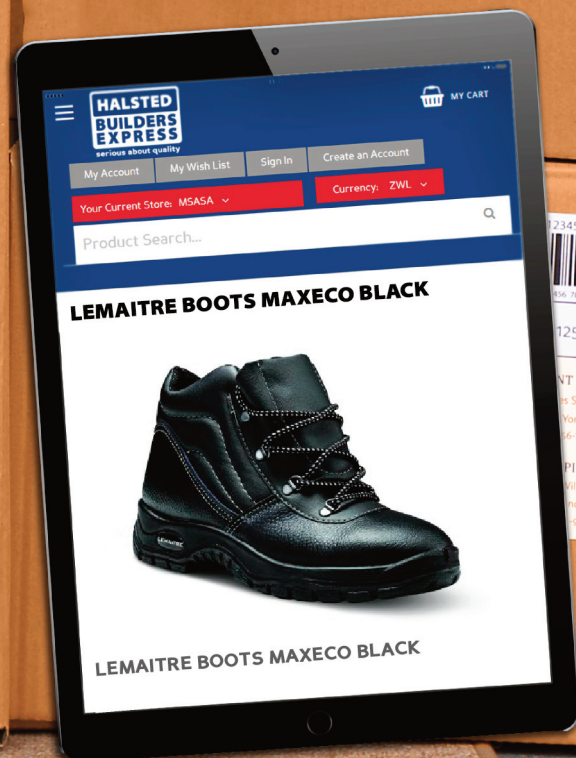 HALSTED
BUILDERS
EXPRESS
serious about quality
MY CART
My Account
My Wish List
Sign In
Create an Account
Your Current Store: MSASA
Currency: ZWL
Product Search...
LEMAITRE BOOTS MAXECO BLACK
LEMAITRE
LEMAITRE BOOTS MAXECO BLACK